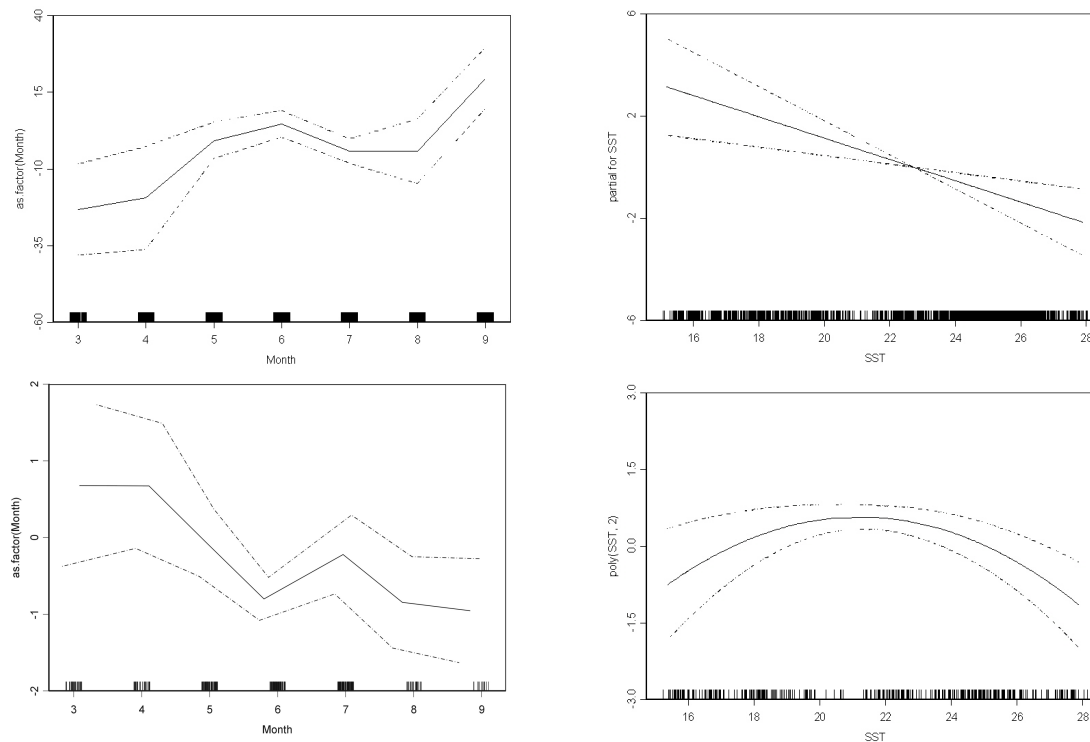 as.factor(Month)
40
15
-10
-35
-60
3 4 5 6 7 8 9
Month
partial for SST
6
2
-2
-6
16 18 20 22 24 26 28
SST
as.factor(Month)
2
1
0
-1
-2
3 4 5 6 7 8 9
Month
poly(SST, 2)
3.0
1.5
0.0
-1.5
-3.0
16 18 20 22 24 26 28
SST